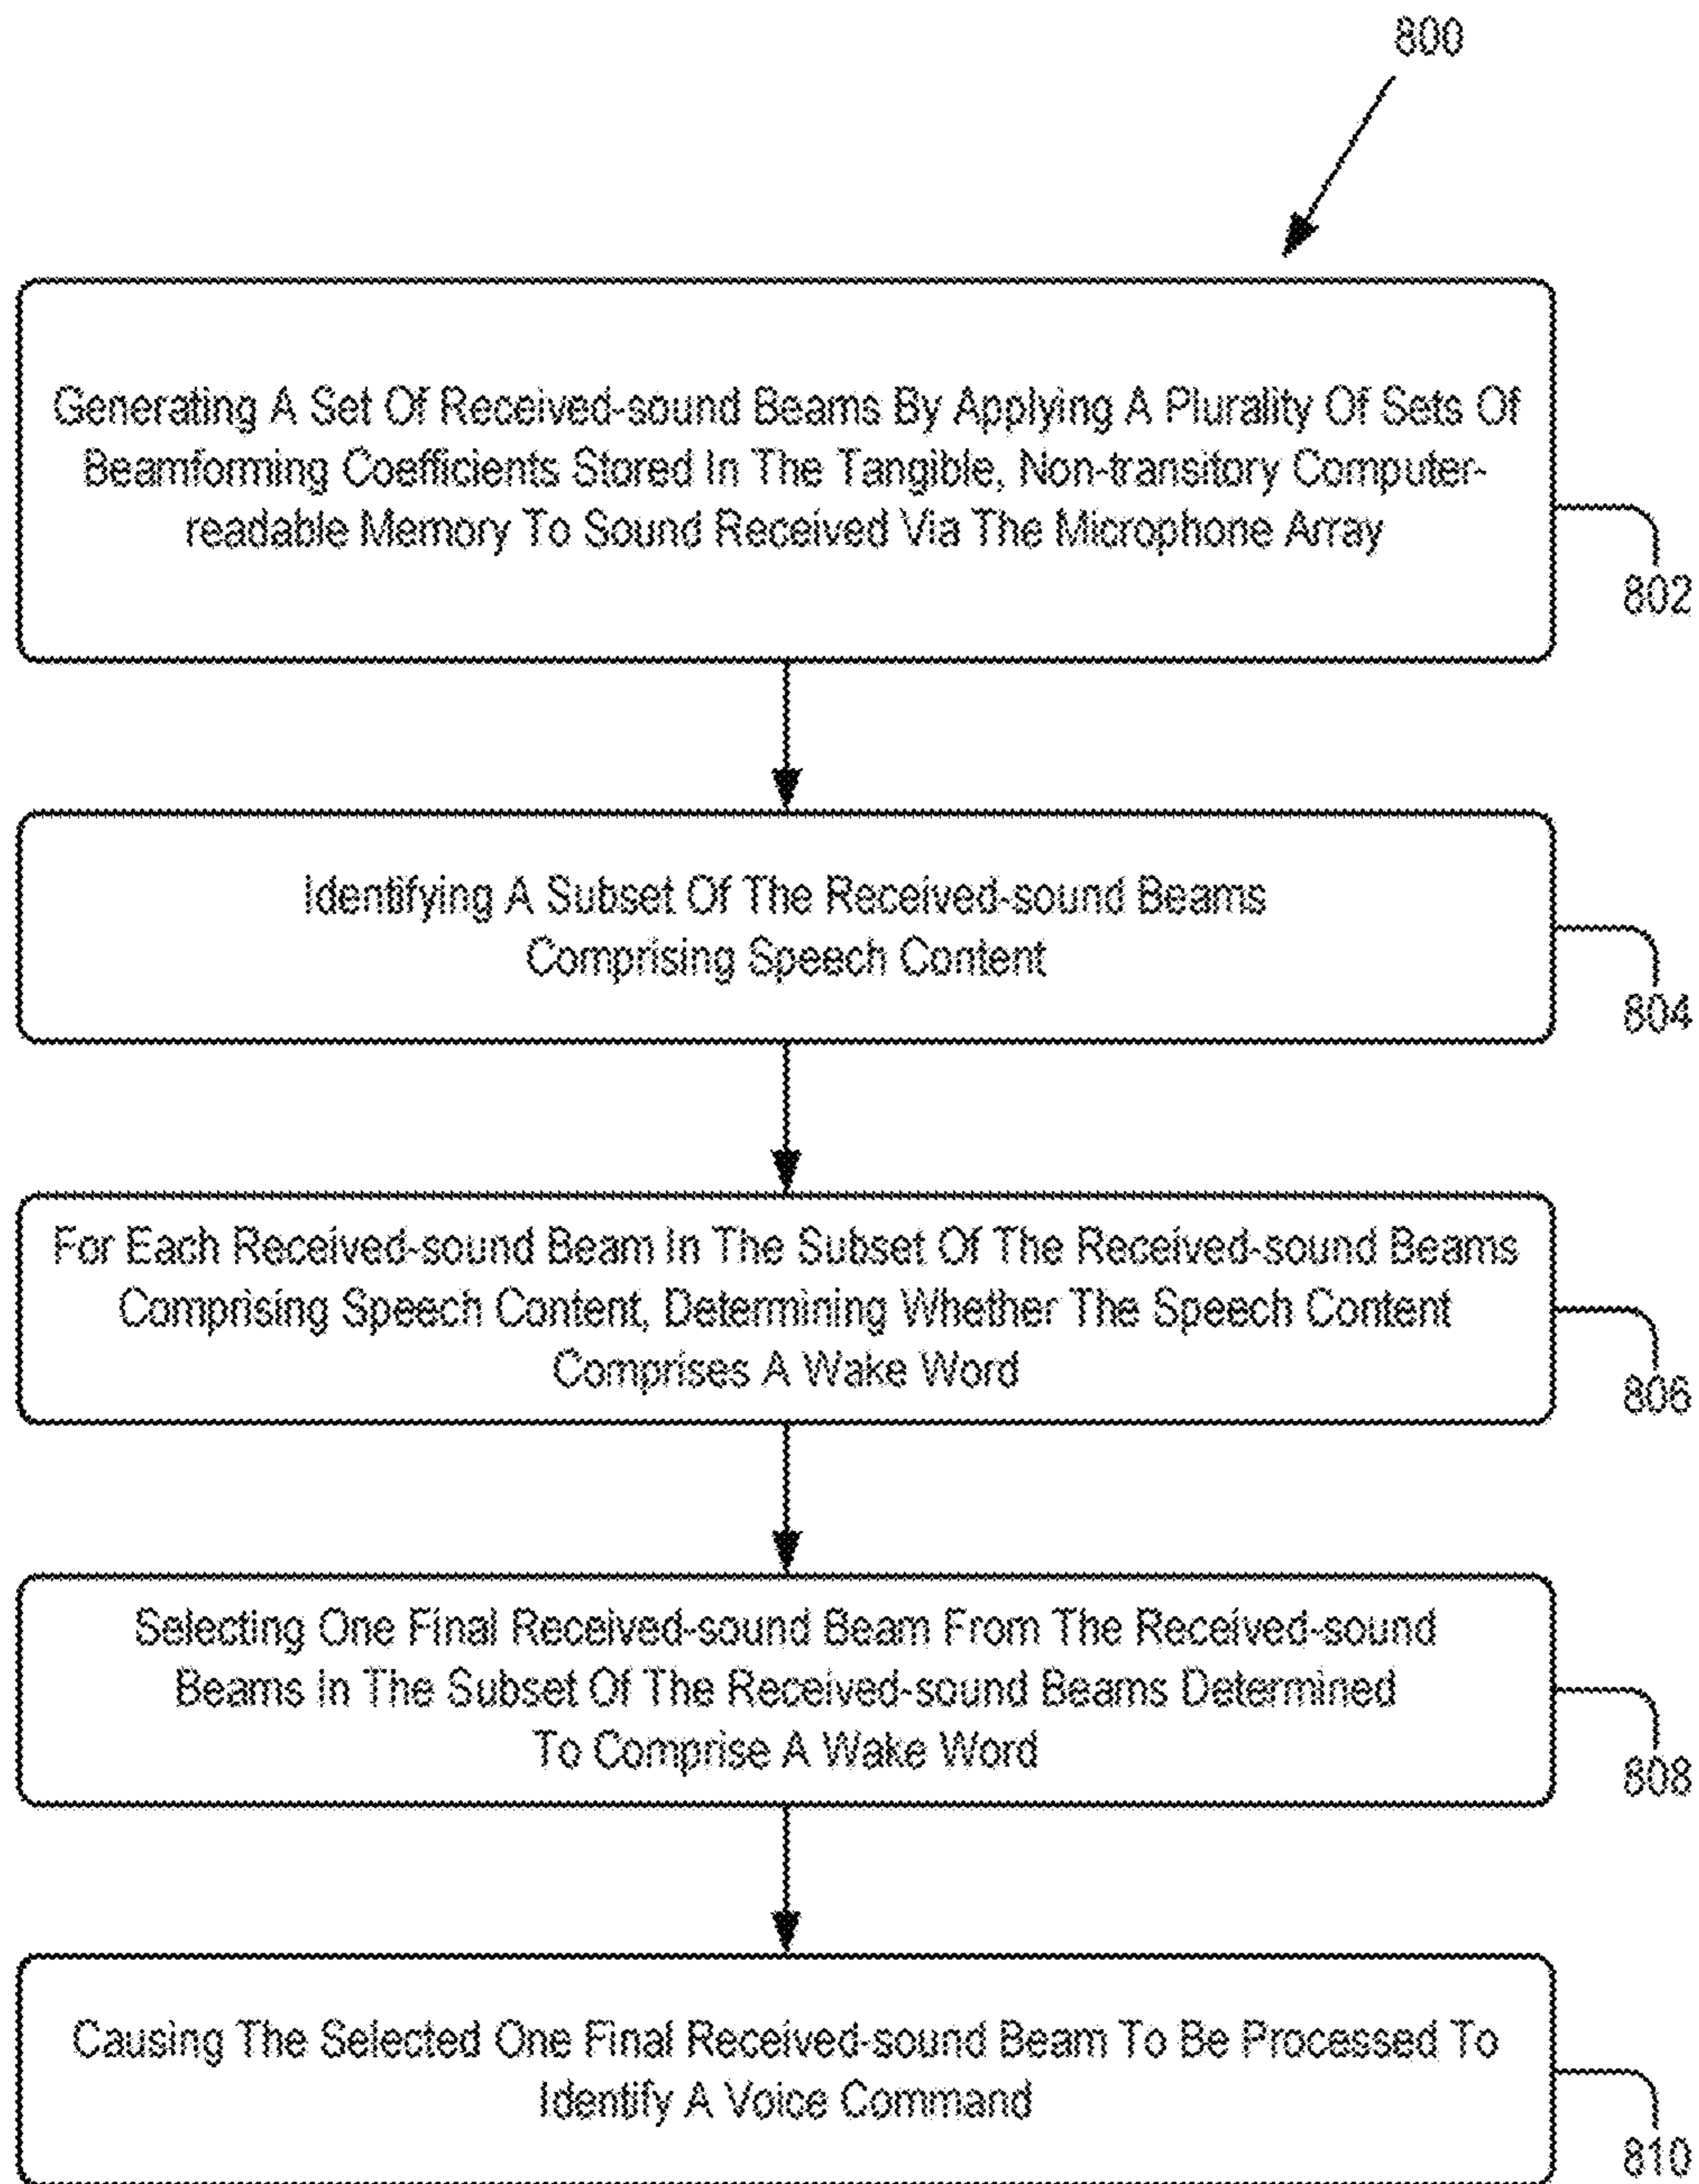 800
Generating A Set Of Received-sound Beams By Applying A Plurality Of Sets Of
Beamforming Coefficients Stored In The Tangible, Non-transitory Computer-
readable Memory To Sound Received Via The Microphone Array
802
Identifying A Subset Of The Received-sound Beams
Comprising Speech Content
804
For Each Received-sound Beam In The Subset Of The Received-sound Beams
Comprising Speech Content, Determining Whether The Speech Content
Comprises A Wake Word
806
Selecting One Final Received-sound Beam From The Received-sound
Beams In The Subset Of The Received-sound Beams Determined
To Comprise A Wake Word
808
Causing The Selected One Final Received-sound Beam To Be Processed To
Identify A Voice Command
810